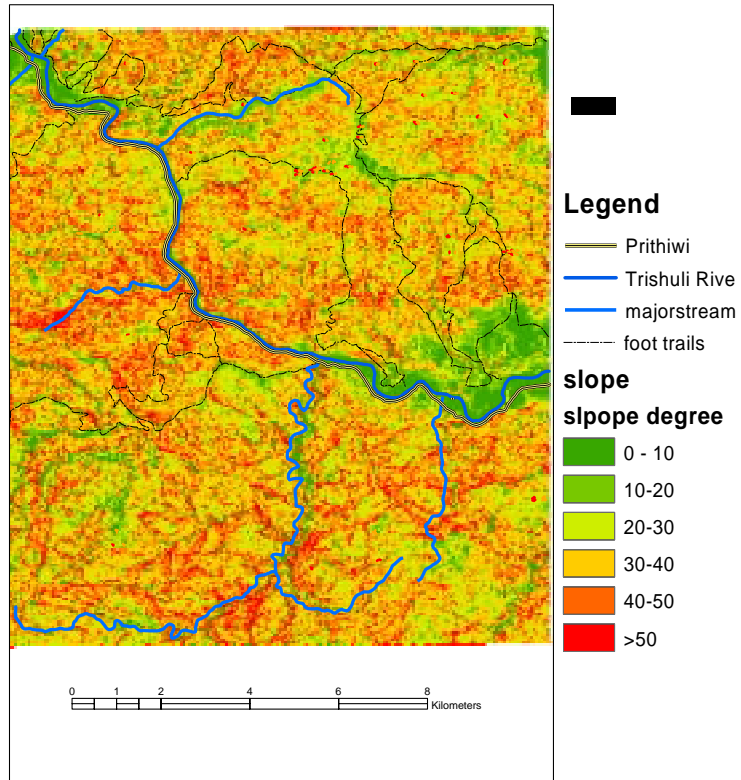 Legend
Prithiwi
Trishuli Rive
majorstream
foot trails
slope
slpope degree
0 - 10
10-20
20-30
30-40
40-50
>50
0 1 2 4 6 8
Kilometers